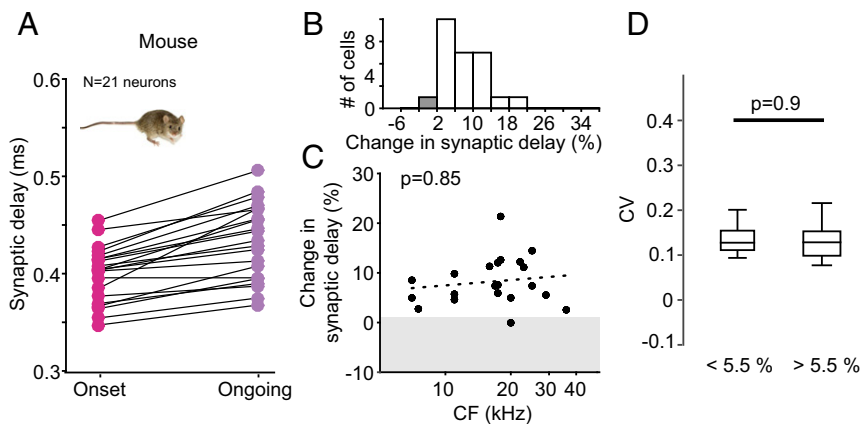 A
Mouse
N=21 neurons
Synaptic delay (ms)
0.6
0.5
0.4
0.3
Onset
Ongoing
B
# of cells
8
4
0
-6
2
10
18
26
34
Change in synaptic delay (%)
C
p=0.85
Change in
synaptic delay (%)
30
20
10
0
-10
10
20
30
40
CF (kHz)
D
p=0.9
CV
0.4
0.3
0.2
0.1
0
-0.1
< 5.5 %
> 5.5 %